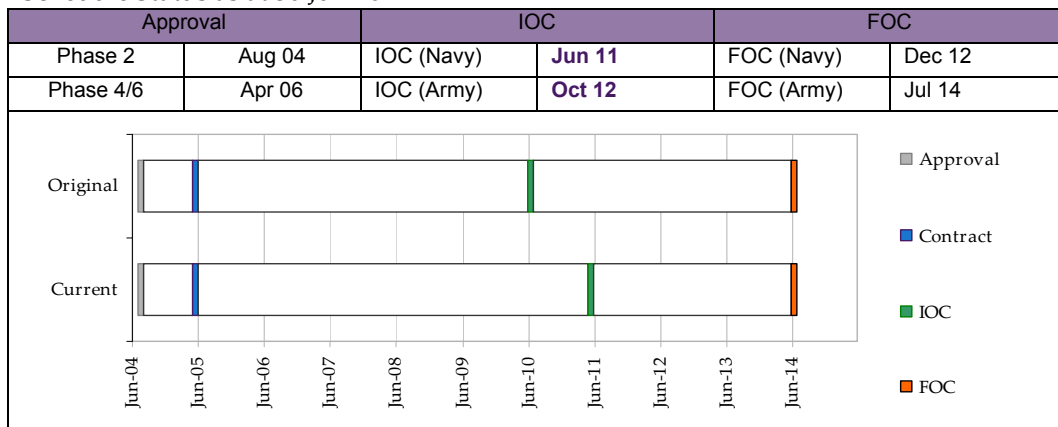 Approval IOC FOC
Phase 2 Aug 04 IOC (Navy) Jun 11 FOC (Navy) Dec 12
Phase 4/6 Apr 06 IOC (Army) Oct 12 FOC (Army) Jul 14
Original
Current
Jun-04 Jun-05 Jun-06 Jun-07 Jun-08 Jun-09 Jun-10 Jun-11 Jun-12 Jun-13 Jun-14
Approval
Contract
IOC
FOC